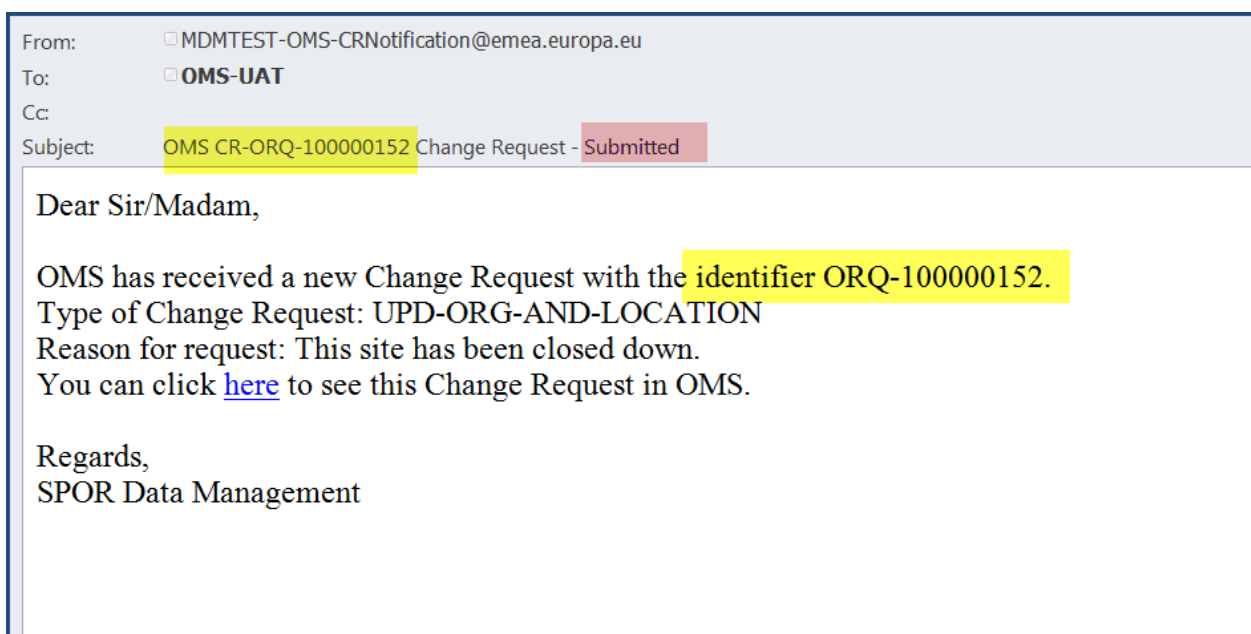 From: MDMTEST-OMS-CRNotification@emea.europa.eu
To: OMS-UAT
Cc:
Subject: OMS CR-ORQ-100000152 Change Request - Submitted
Dear Sir/Madam,
OMS has received a new Change Request with the identifier ORQ-100000152.
Type of Change Request: UPD-ORG-AND-LOCATION
Reason for request: This site has been closed down.
You can click here to see this Change Request in OMS.
Regards,
SPOR Data Management